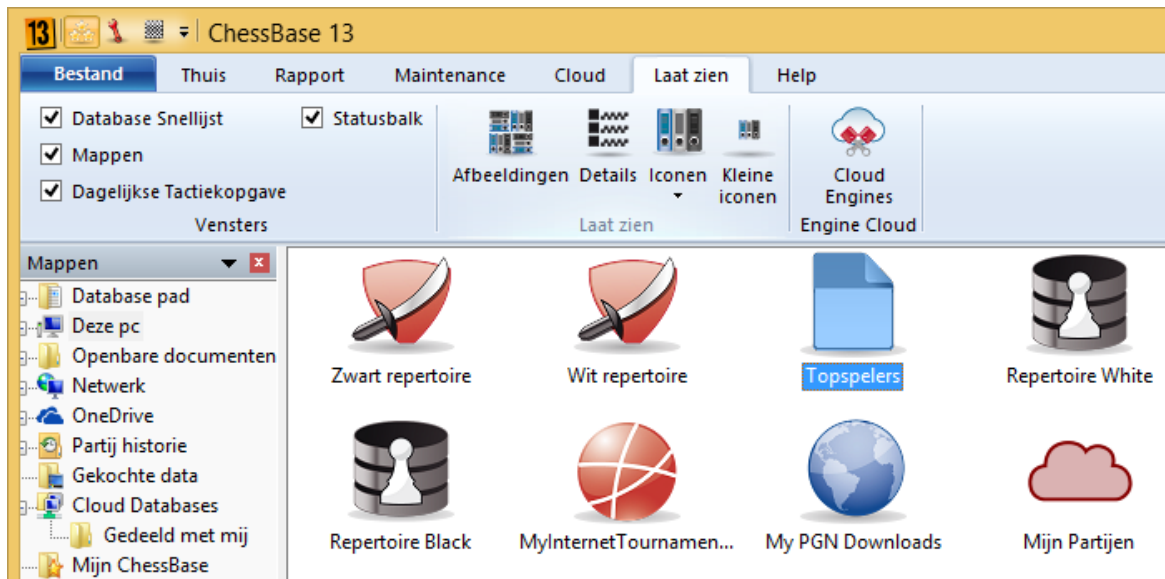 13 ChessBase 13
Bestand Thuis Rapport Maintenance Cloud Laat zien Help
Database Snellijst Statusbalk
Mappen
Dagelijkse Tactiekopgave
Vensters
Afbeeldingen Details Iconen Kleine iconen
Laat zien
Cloud Engines
Engine Cloud
Mappen
Database pad
Deze pc
Openbare documenten
Netwerk
OneDrive
Partij historie
Gekochte data
Cloud Databases
Gedeeld met mij
Mijn ChessBase
Zwart repertoire Wit repertoire Topspelers Repertoire White
Repertoire Black MyInternetTournamen... My PGN Downloads Mijn Partijen